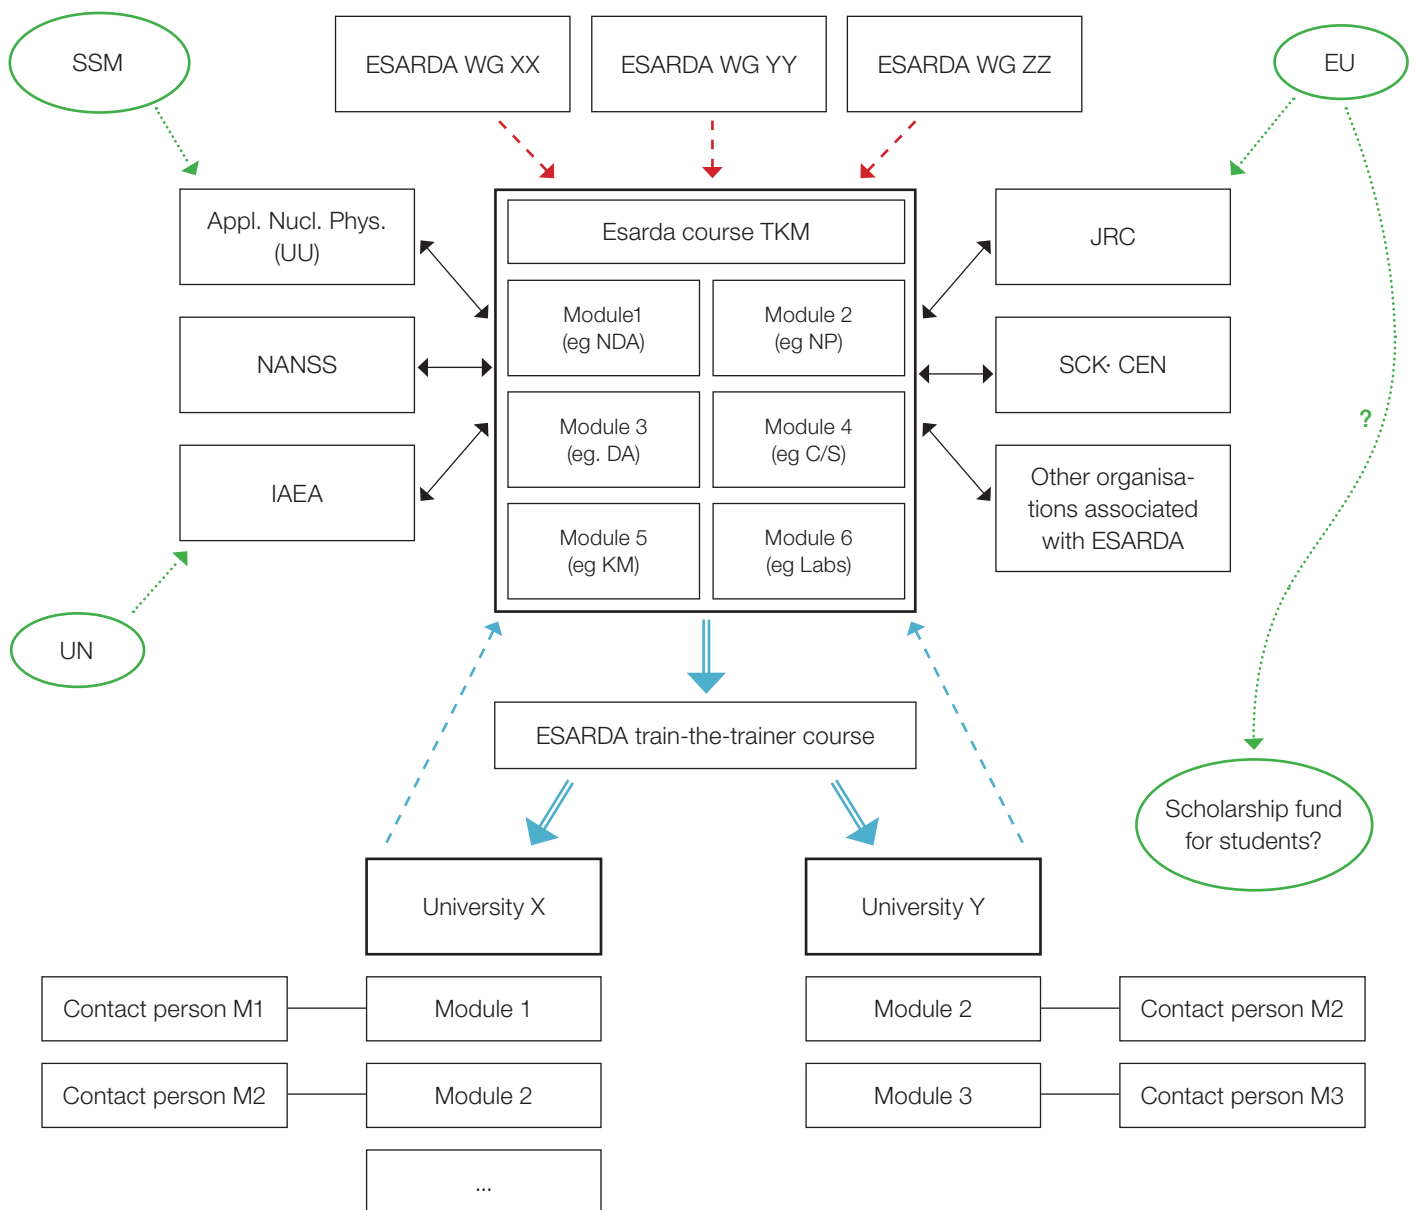 SSM
ESARDA WG XX
ESARDA WG YY
ESARDA WG ZZ
EU
Appl. Nucl. Phys.
(UU)
Esarda course TKM
JRC
Module1
(eg NDA)
Module 2
(eg NP)
NANSS
SCK· CEN
Module 3
(eg. DA)
Module 4
(eg C/S)
?
IAEA
Other organisa-
tions associated
with ESARDA
Module 5
(eg KM)
Module 6
(eg Labs)
UN
ESARDA train-the-trainer course
Scholarship fund
for students?
University X
University Y
Contact person M1
Module 1
Module 2
Contact person M2
Contact person M2
Module 2
Module 3
Contact person M3
...